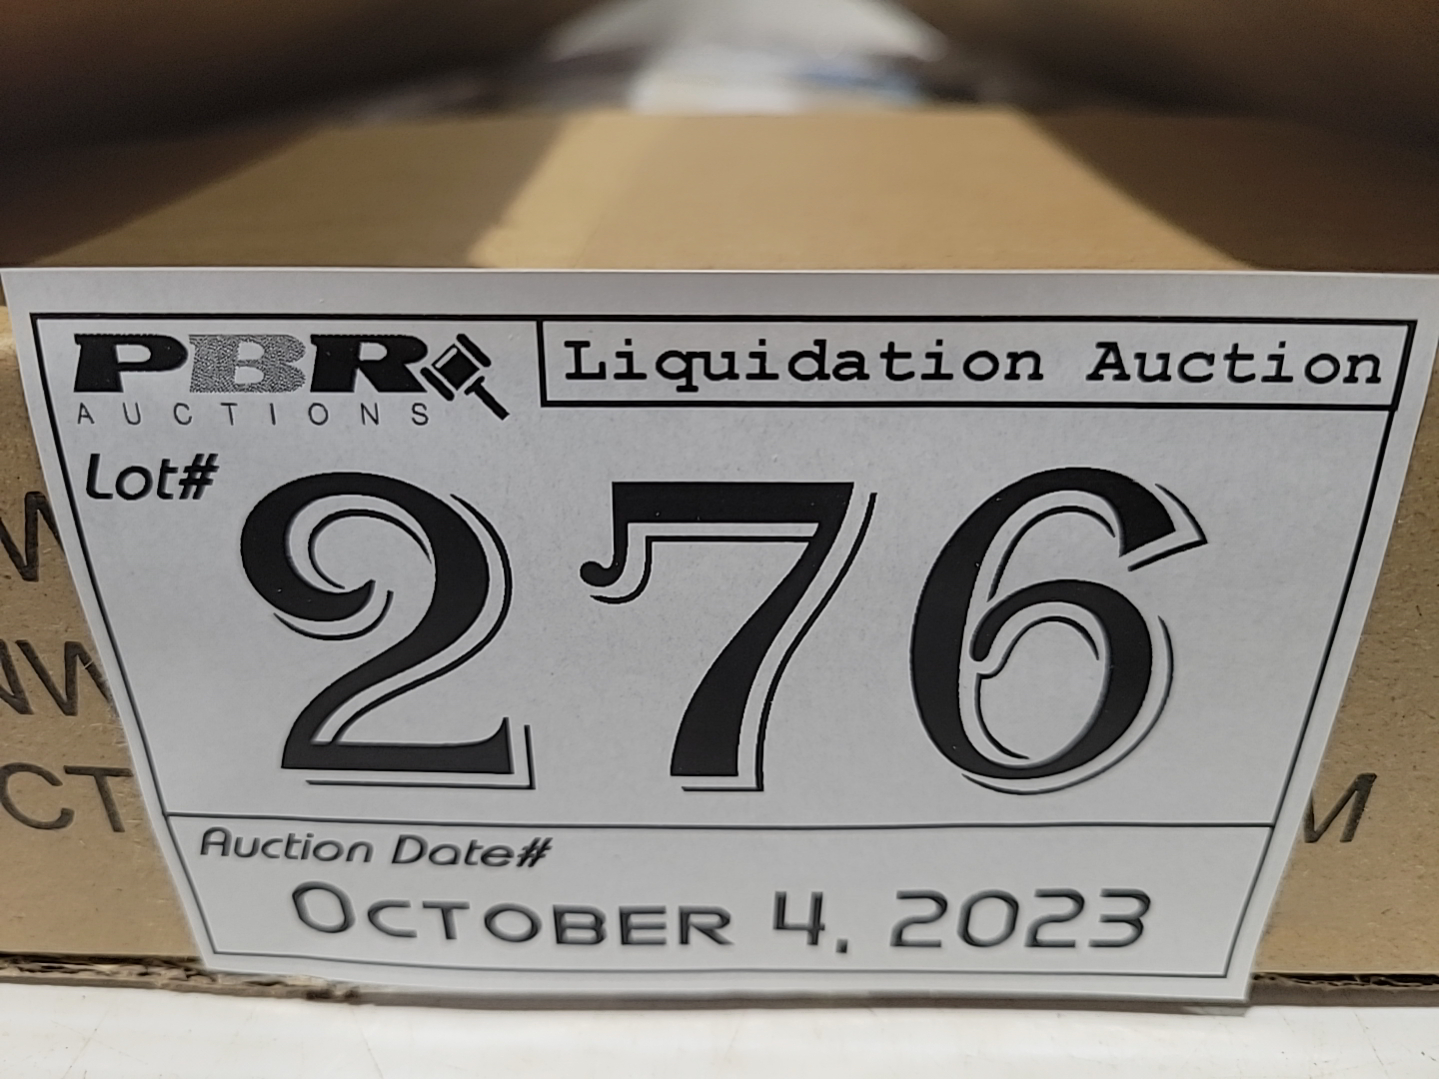 PBR
AUCTIONS
Liquidation Auction
Lot#
276
Auction Date#
OCTOBER 4, 2023